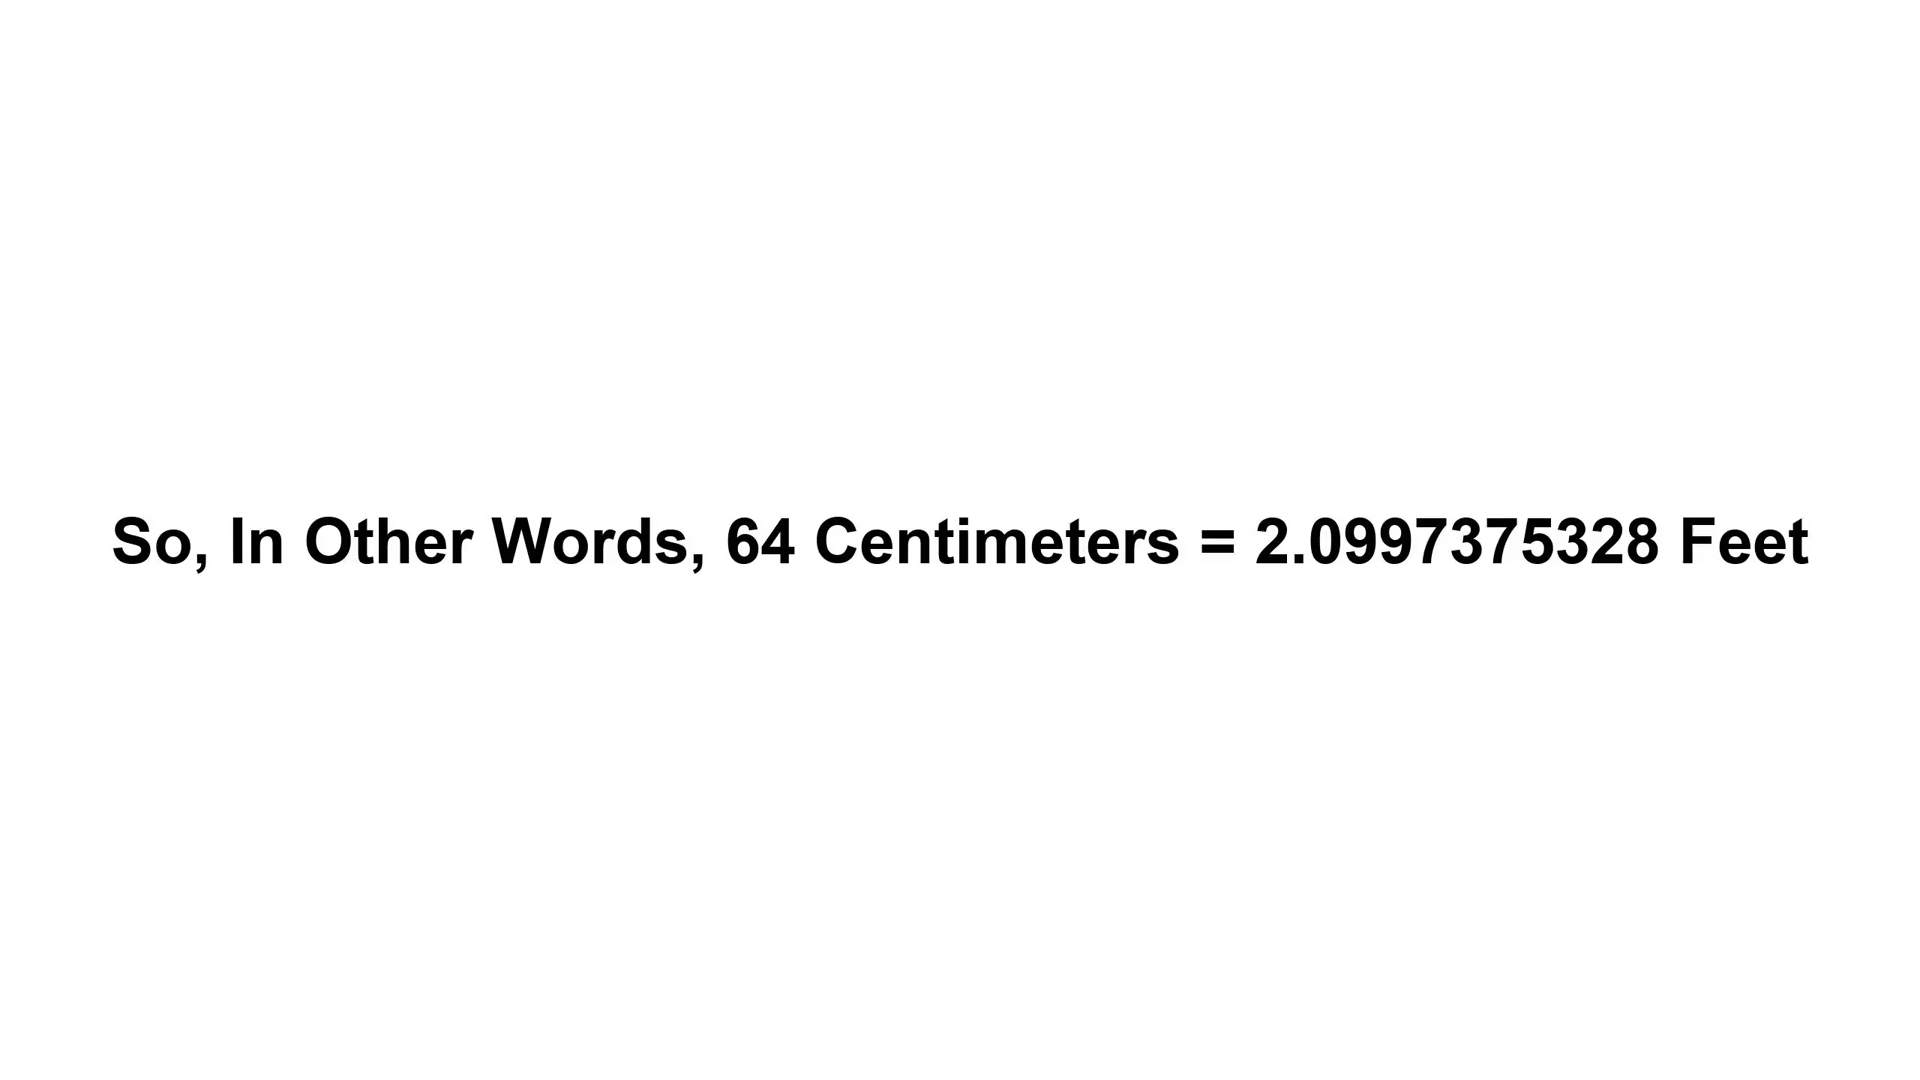 So, In Other Words, 64 Centimeters = 2.0997375328 Feet